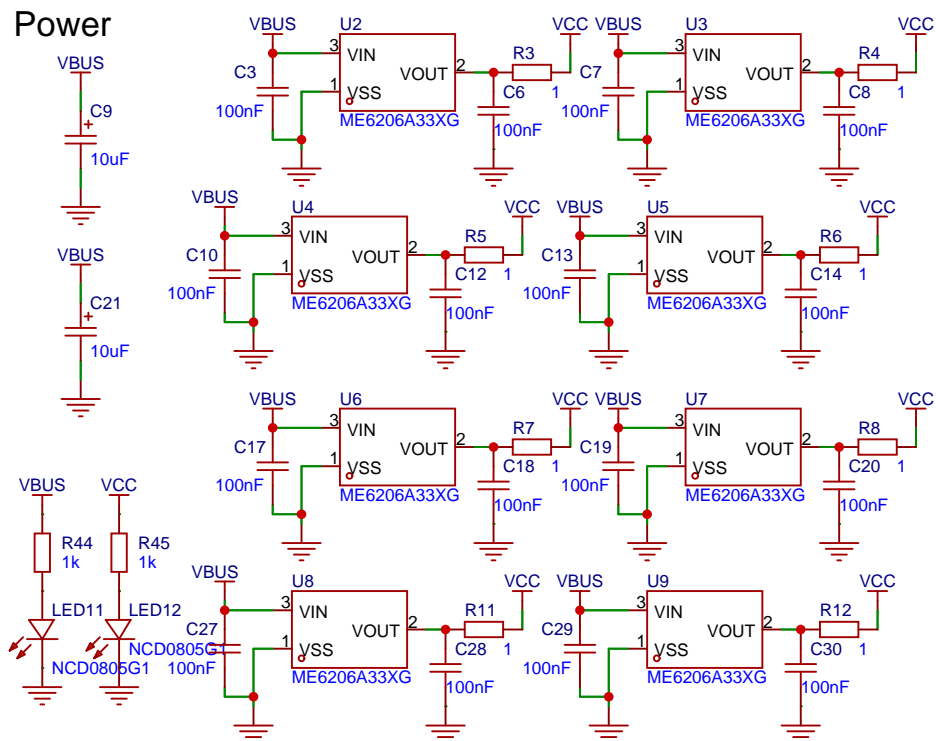 Power
VBUS
C9
+
10uF
VBUS
C21
+
10uF
VBUS
R44
1k
LED11
NCD0805G1
VCC
R45
1k
LED12
NCD0805G1
VBUS
U2
C3
100nF
3
VIN
1
VSS
VOUT
2
ME6206A33XG
R3
1
C6
100nF
VCC
VBUS
U3
C7
100nF
3
VIN
1
VSS
VOUT
2
ME6206A33XG
R4
1
C8
100nF
VCC
VBUS
U4
C10
100nF
3
VIN
1
VSS
VOUT
2
ME6206A33XG
R5
1
C12
100nF
VCC
VBUS
U5
C13
100nF
3
VIN
1
VSS
VOUT
2
ME6206A33XG
R6
1
C14
100nF
VCC
VBUS
U6
C17
100nF
3
VIN
1
VSS
VOUT
2
ME6206A33XG
R7
1
C18
100nF
VCC
VBUS
U7
C19
100nF
3
VIN
1
VSS
VOUT
2
ME6206A33XG
R8
1
C20
100nF
VCC
VBUS
U8
C27
100nF
3
VIN
1
VSS
VOUT
2
ME6206A33XG
R11
1
C28
100nF
VCC
VBUS
U9
C29
100nF
3
VIN
1
VSS
VOUT
2
ME6206A33XG
R12
1
C30
100nF
VCC